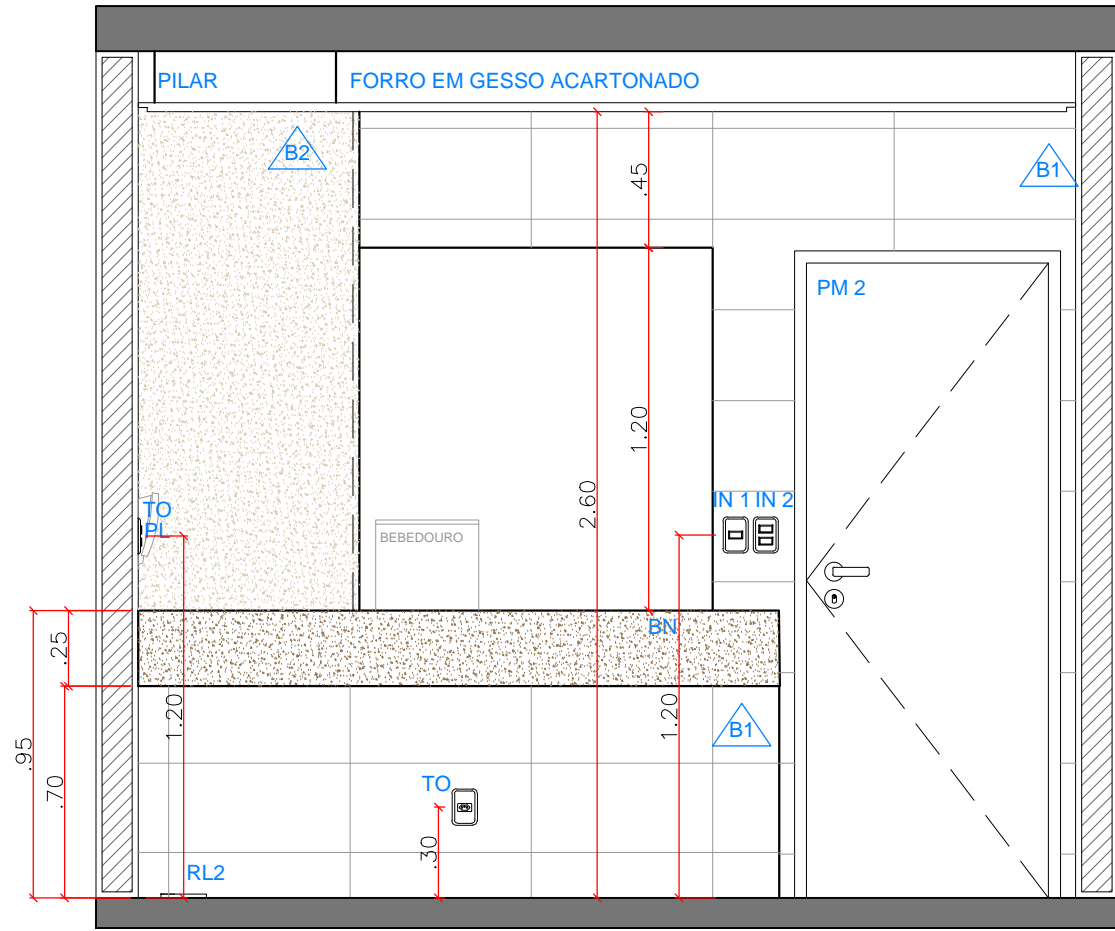 PILAR
FORRO EM GESSO ACARTONADO
B2
B1
.45
PM 2
1.20
2.60
IN 1 IN 2
TO
PL
BEBEDOURO
BN
.25
1.20
1.20
B1
.95
.70
TO
.30
RL2